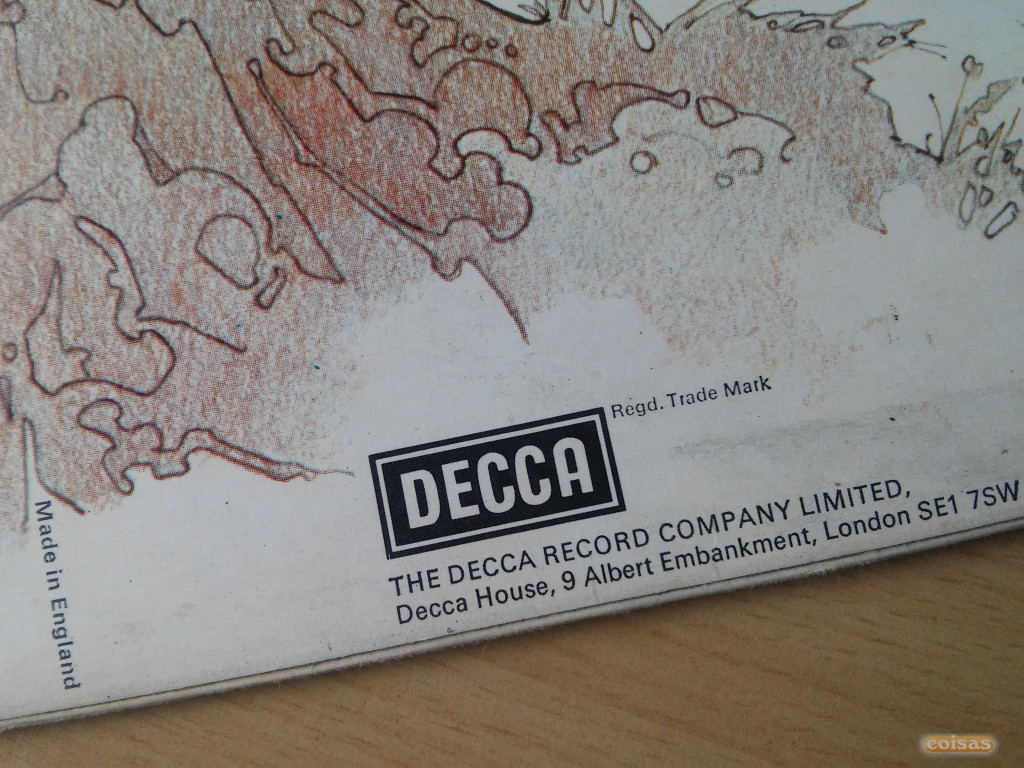 Regd. Trade Mark
DECCA
THE DECCA RECORD COMPANY LIMITED,
Decca House, 9 Albert Embankment, London SE1 7SW
Made in England
coisas